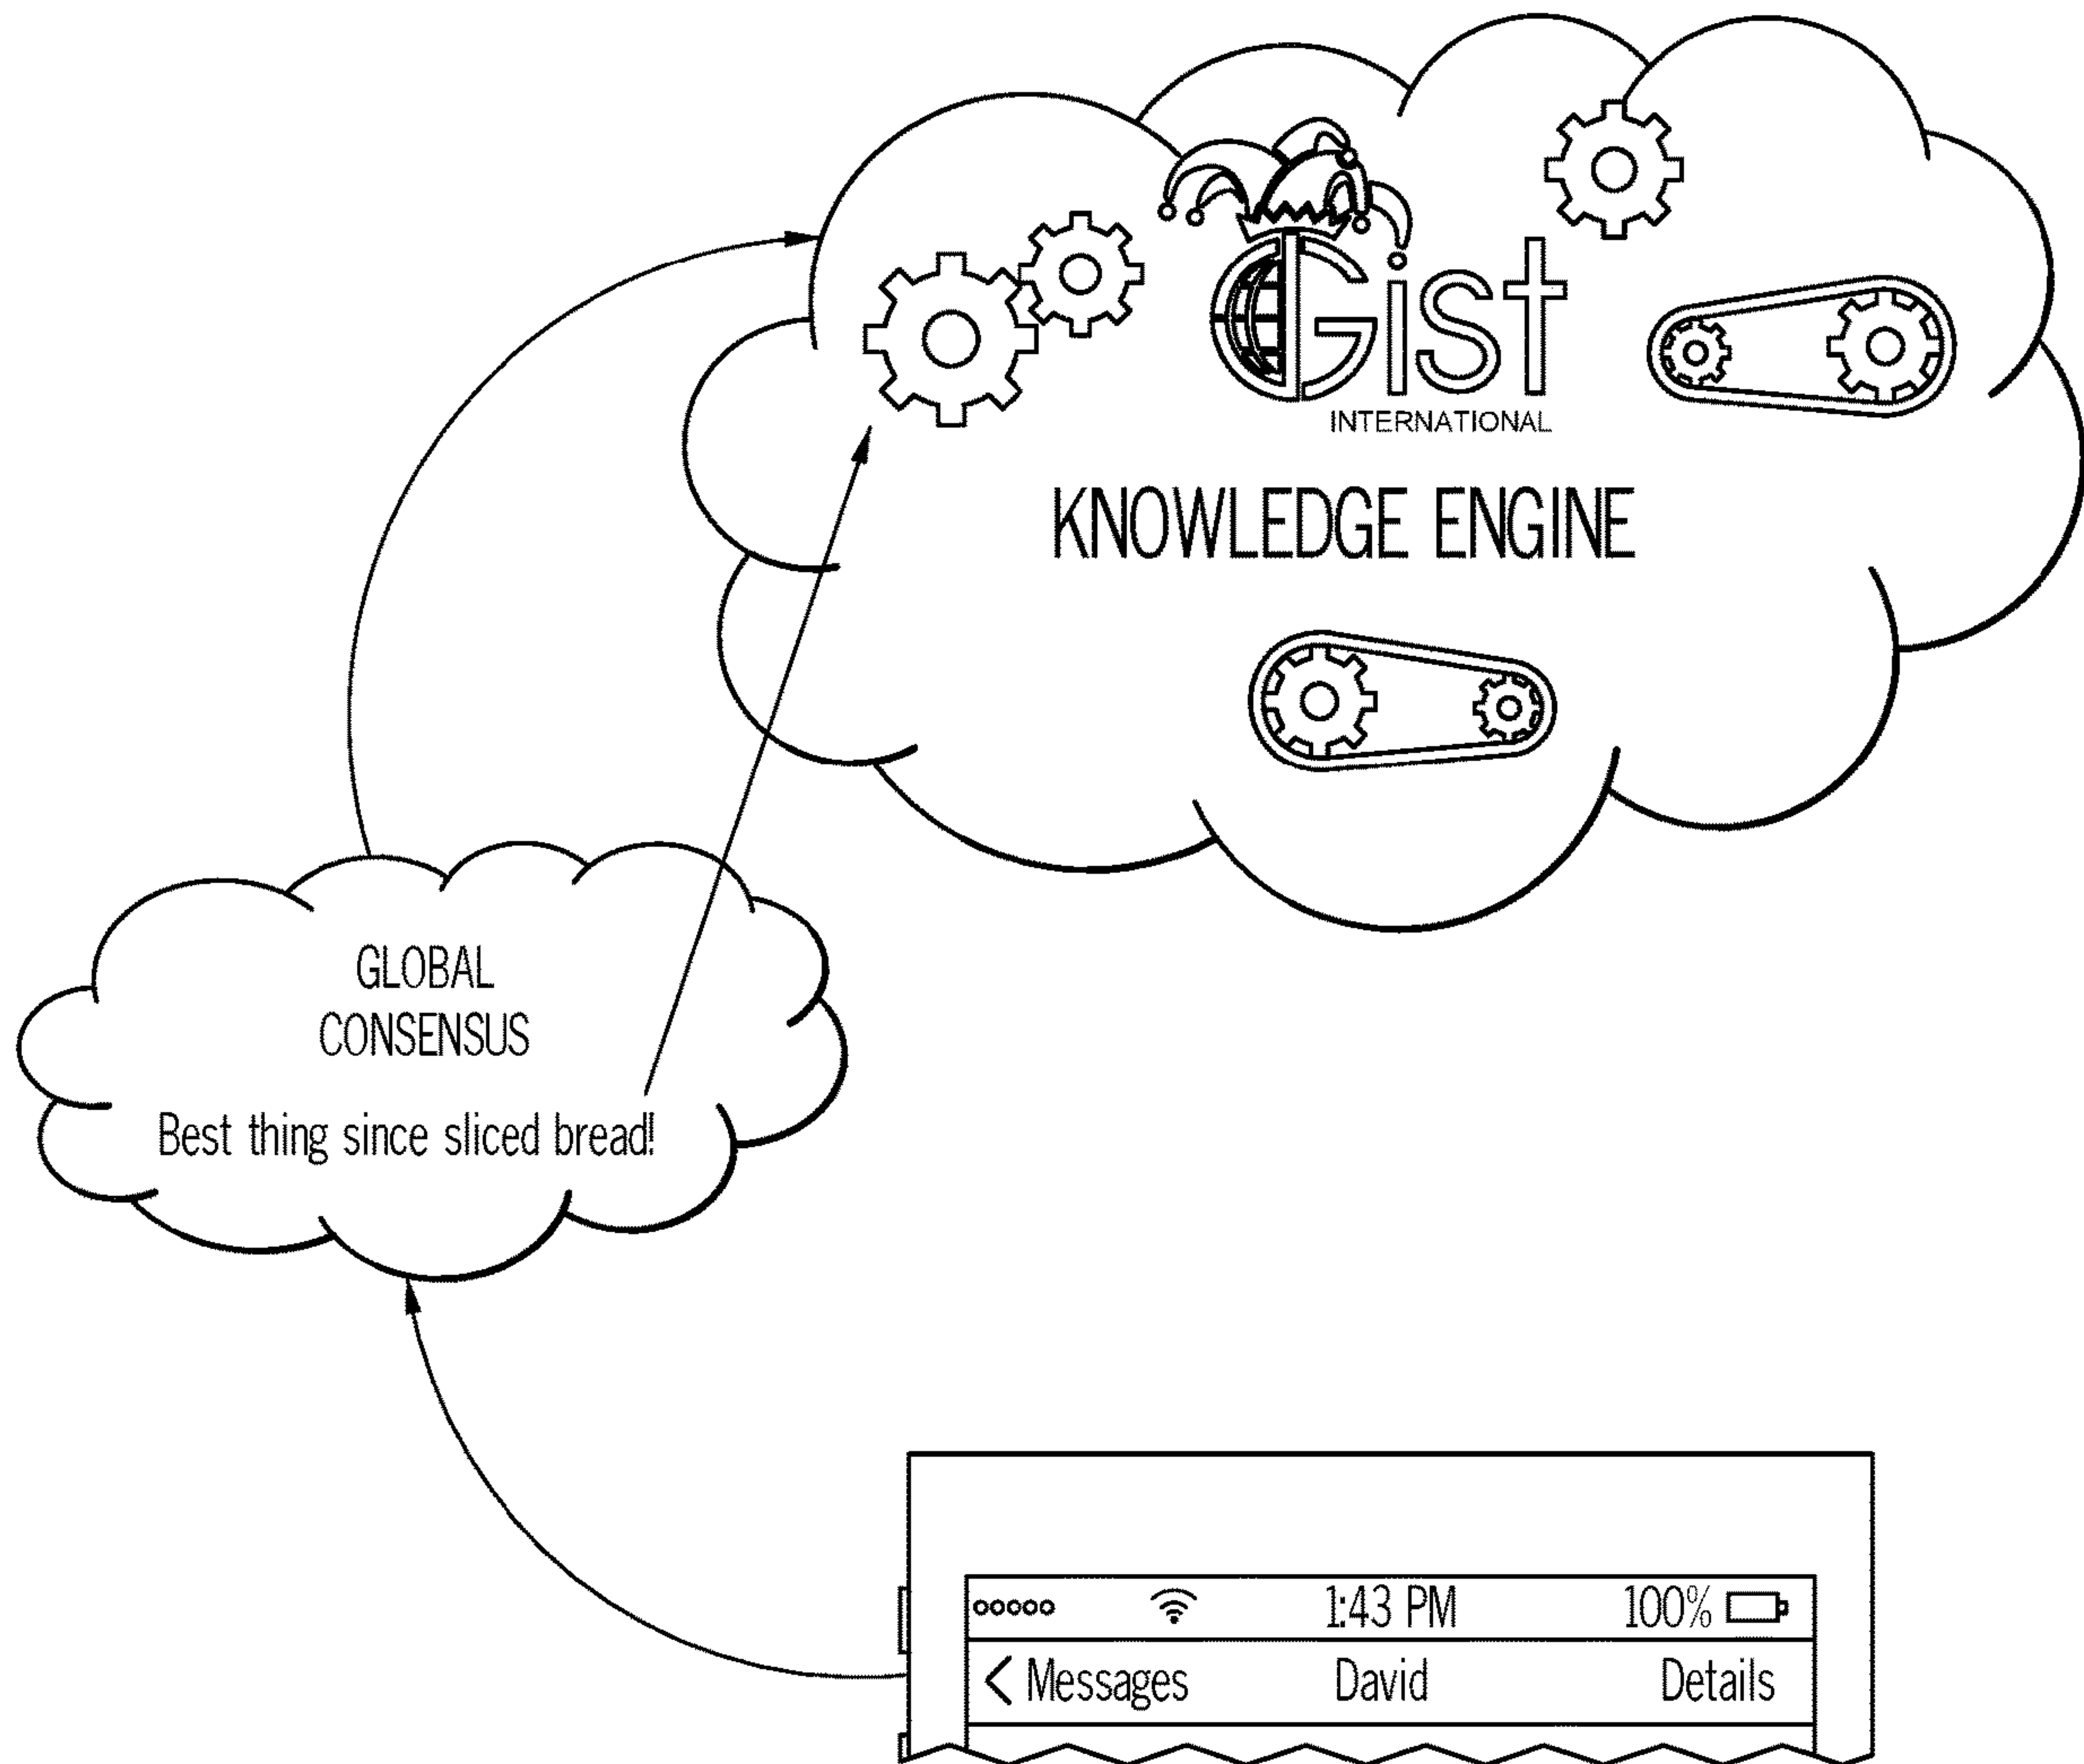 Gist
INTERNATIONAL
KNOWLEDGE ENGINE
GLOBAL
CONSENSUS
Best thing since sliced bread!
1:43 PM 100%
Messages David Details